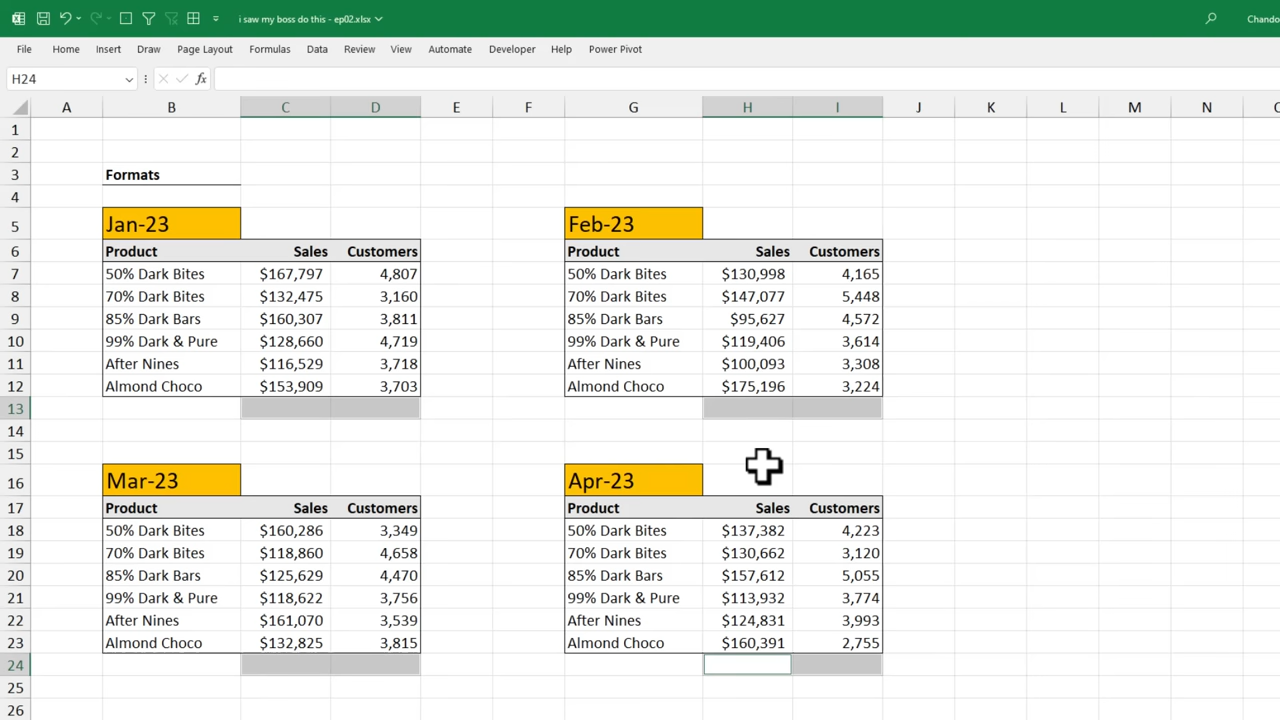 i saw my boss do this - ep02.xlsx
Chando
File Home Insert Draw Page Layout Formulas Data Review View Automate Developer Help Power Pivot
H24 fx
A B C D E F G H I J K L M N
1
2
3 Formats
4
5 Jan-23 Feb-23
6 Product Sales Customers Product Sales Customers
7 50% Dark Bites $167,797 4,807 50% Dark Bites $130,998 4,165
8 70% Dark Bites $132,475 3,160 70% Dark Bites $147,077 5,448
9 85% Dark Bars $160,307 3,811 85% Dark Bars $95,627 4,572
10 99% Dark & Pure $128,660 4,719 99% Dark & Pure $119,406 3,614
11 After Nines $116,529 3,718 After Nines $100,093 3,308
12 Almond Choco $153,909 3,703 Almond Choco $175,196 3,224
13
14
15
16 Mar-23 Apr-23
17 Product Sales Customers Product Sales Customers
18 50% Dark Bites $160,286 3,349 50% Dark Bites $137,382 4,223
19 70% Dark Bites $118,860 4,658 70% Dark Bites $130,662 3,120
20 85% Dark Bars $125,629 4,470 85% Dark Bars $157,612 5,055
21 99% Dark & Pure $118,622 3,756 99% Dark & Pure $113,932 3,774
22 After Nines $161,070 3,539 After Nines $124,831 3,993
23 Almond Choco $132,825 3,815 Almond Choco $160,391 2,755
24
25
26